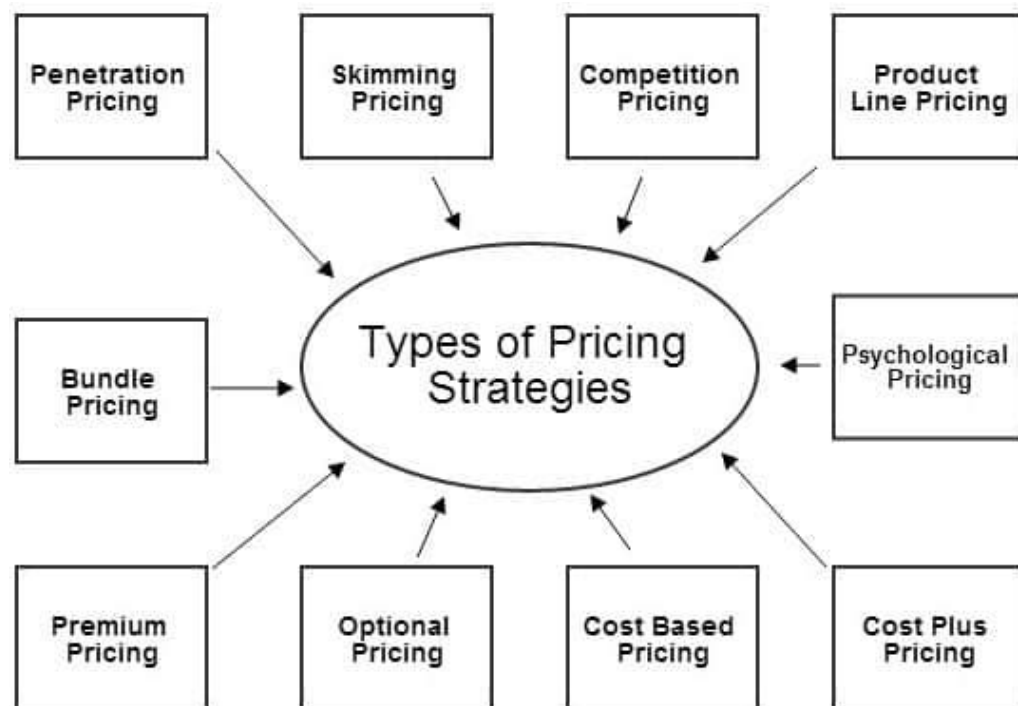 Penetration
Pricing
Skimming
Pricing
Competition
Pricing
Product
Line Pricing
Types of Pricing
Strategies
Bundle
Pricing
Psychological
Pricing
Premium
Pricing
Optional
Pricing
Cost Based
Pricing
Cost Plus
Pricing